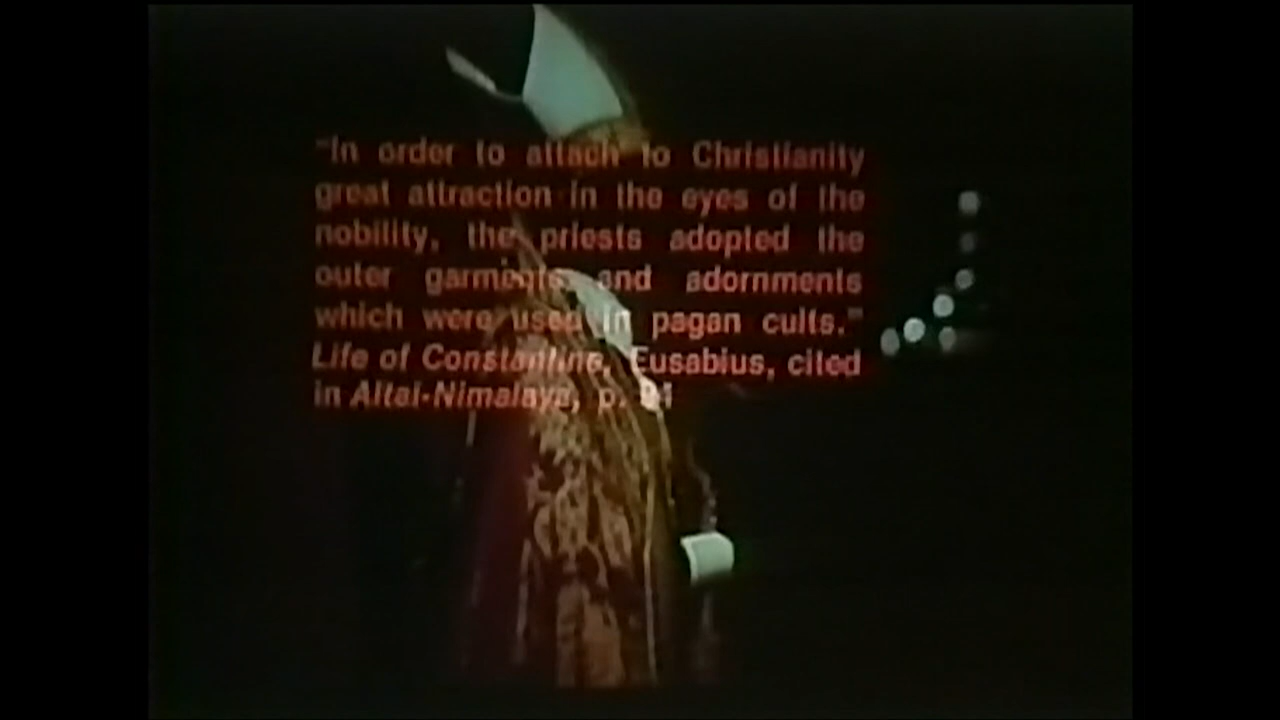 "In order to attach to Christianity
great attraction in the eyes of the
nobility, the priests adopted the
outer garments and adornments
which were used in pagan cults."
Life of Constantine, Eusabius, cited
in Altai-Nimalaya, p. 94